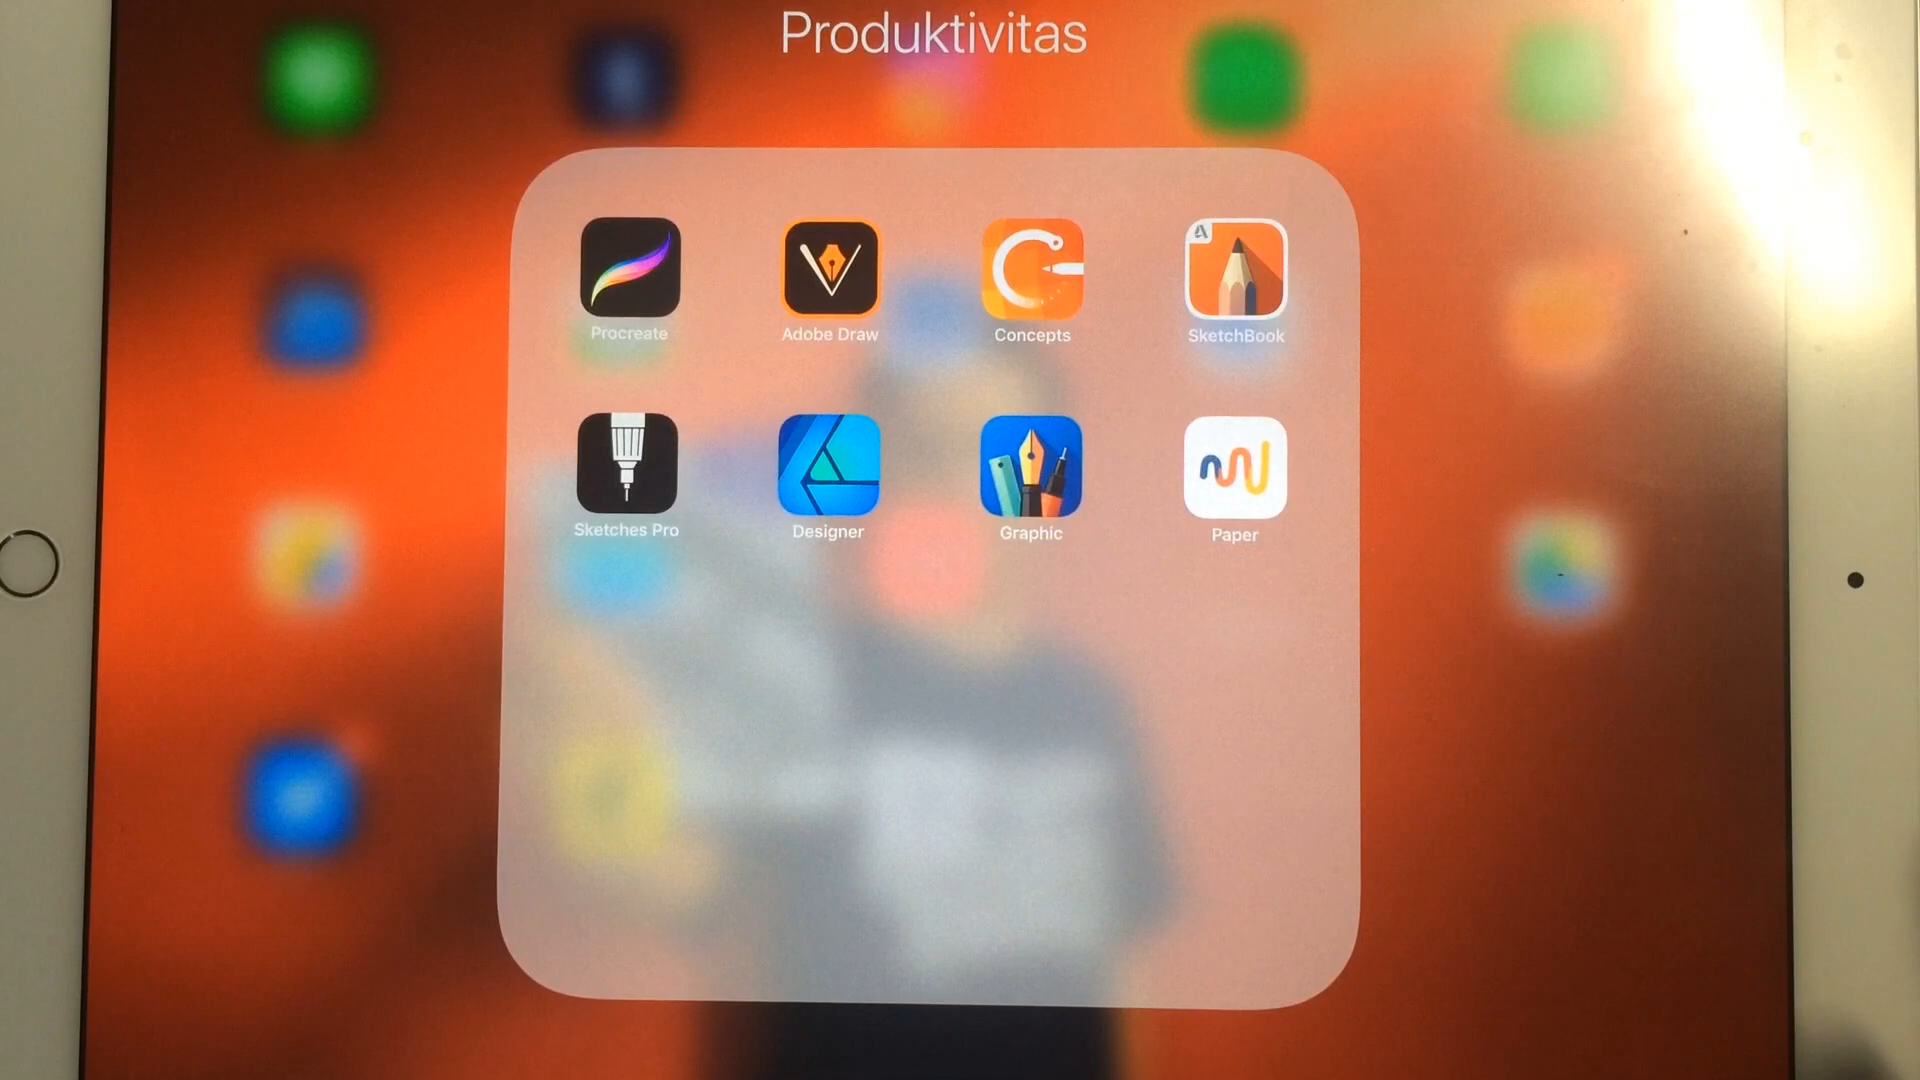 Produktivitas
Procreate
Adobe Draw
Concepts
SketchBook
Sketches Pro
Designer
Graphic
Paper